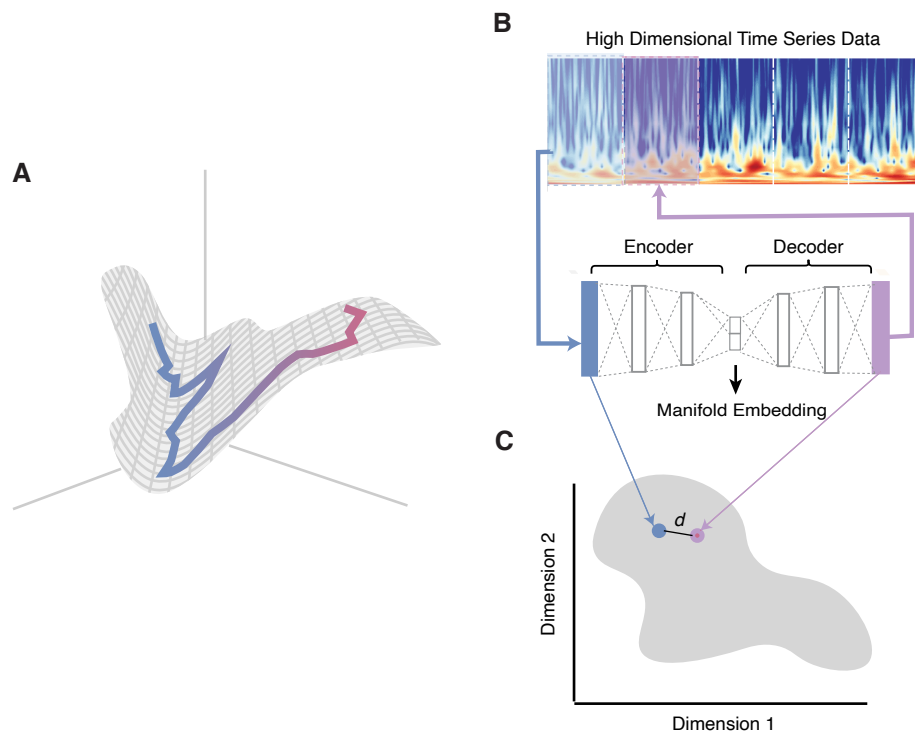 A
B
High Dimensional Time Series Data
Encoder
Decoder
Manifold Embedding
C
d
Dimension 2
Dimension 1